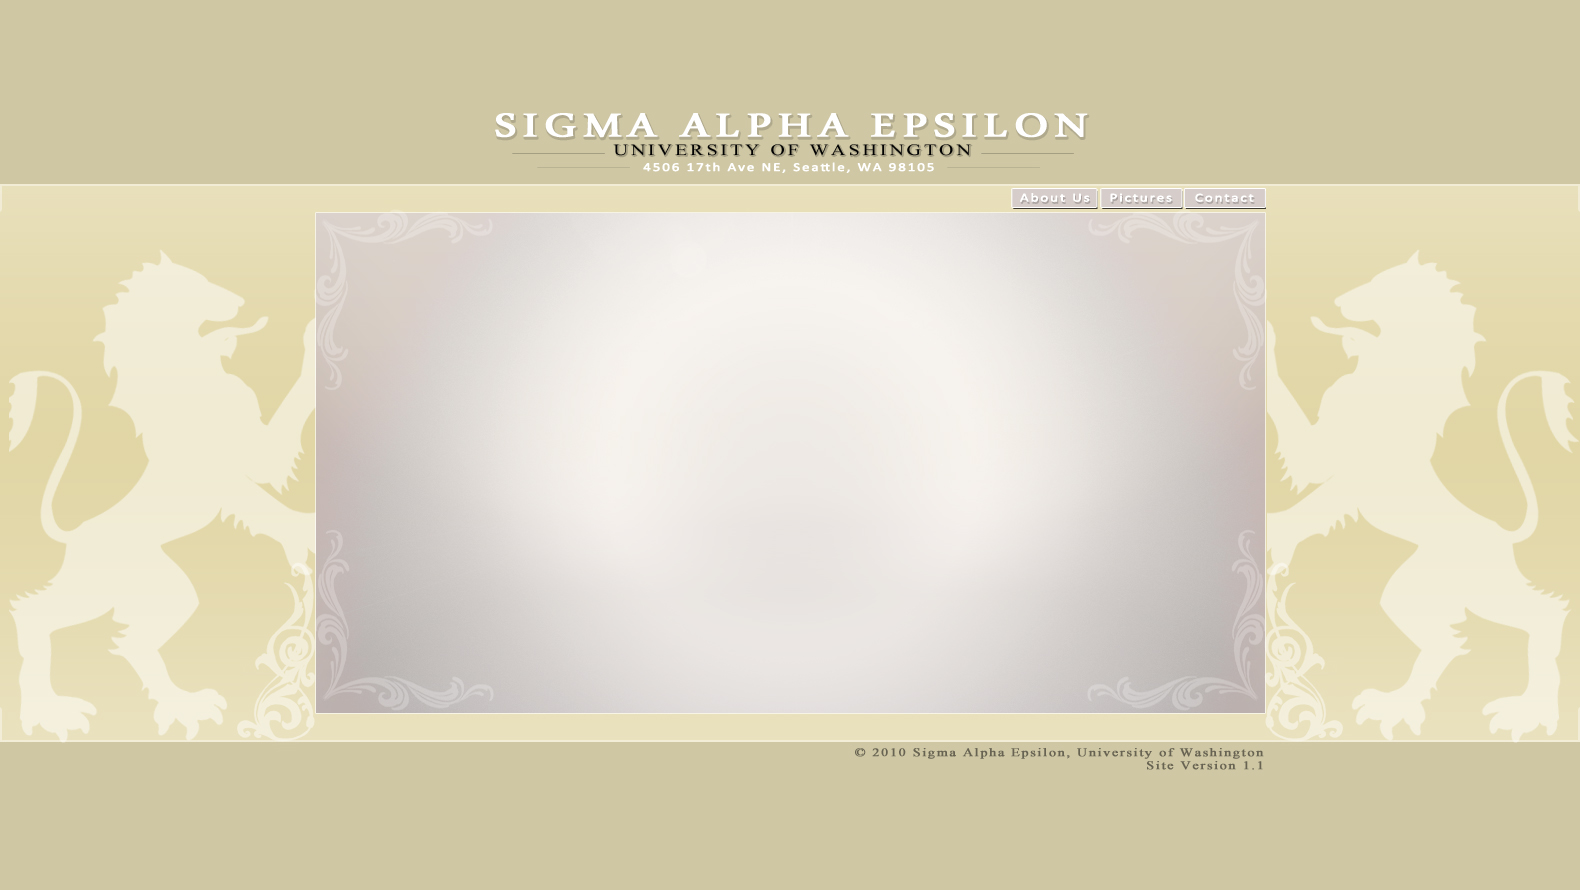 SIGMA ALPHA EPSILON
UNIVERSITY OF WASHINGTON
4506 17th Ave NE, Seattle, WA 98105
About Us Pictures Contact
© 2010 Sigma Alpha Epsilon, University of Washington
Site Version 1.1